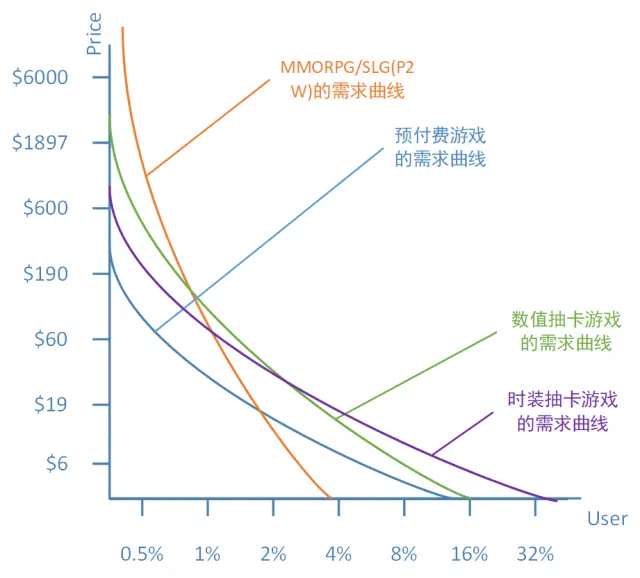 Price
$6000
$1897
$600
$190
$60
$19
$6
MMORPG/SLG(P2
W)的需求曲线
预付费游戏
的需求曲线
数值抽卡游戏
的需求曲线
时装抽卡游戏
的需求曲线
User
0.5%
1%
2%
4%
8%
16%
32%